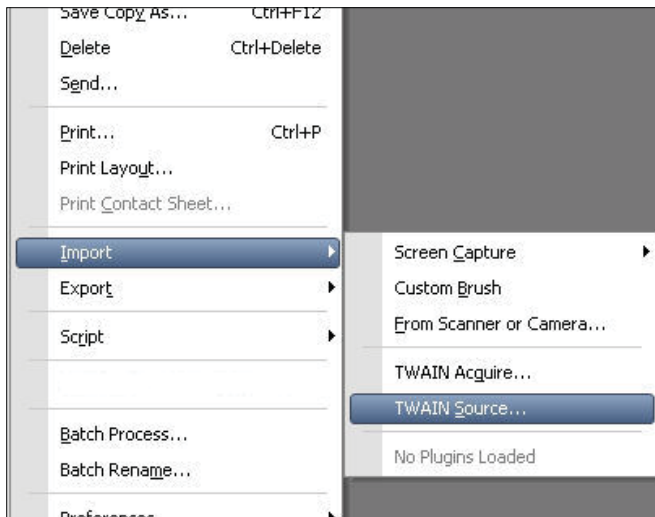 Save Copy As... Ctrl+F12
Delete Ctrl+Delete
Send...
Print... Ctrl+P
Print Layout...
Print Contact Sheet...
Import
Export
Script
Batch Process...
Batch Rename...
Preferences
Screen Capture
Custom Brush
From Scanner or Camera...
TWAIN Acquire...
TWAIN Source...
No Plugins Loaded